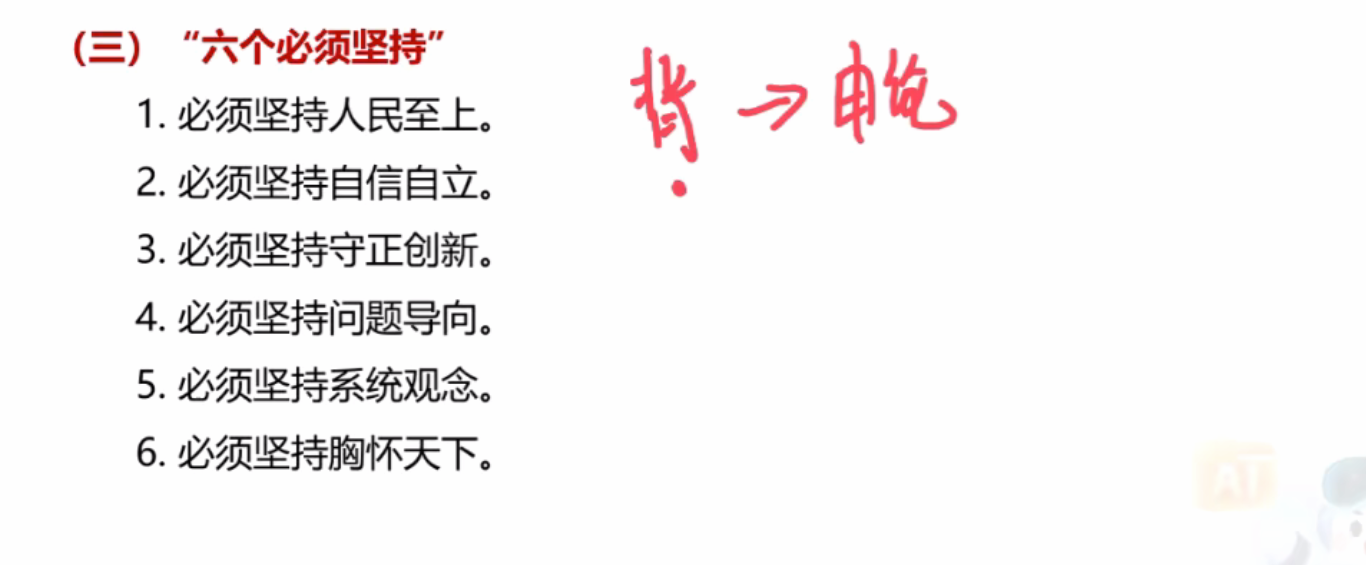 （三）“六个必须坚持”
背→申论
1. 必须坚持人民至上。
2. 必须坚持自信自立。
3. 必须坚持守正创新。
4. 必须坚持问题导向。
5. 必须坚持系统观念。
6. 必须坚持胸怀天下。
AT